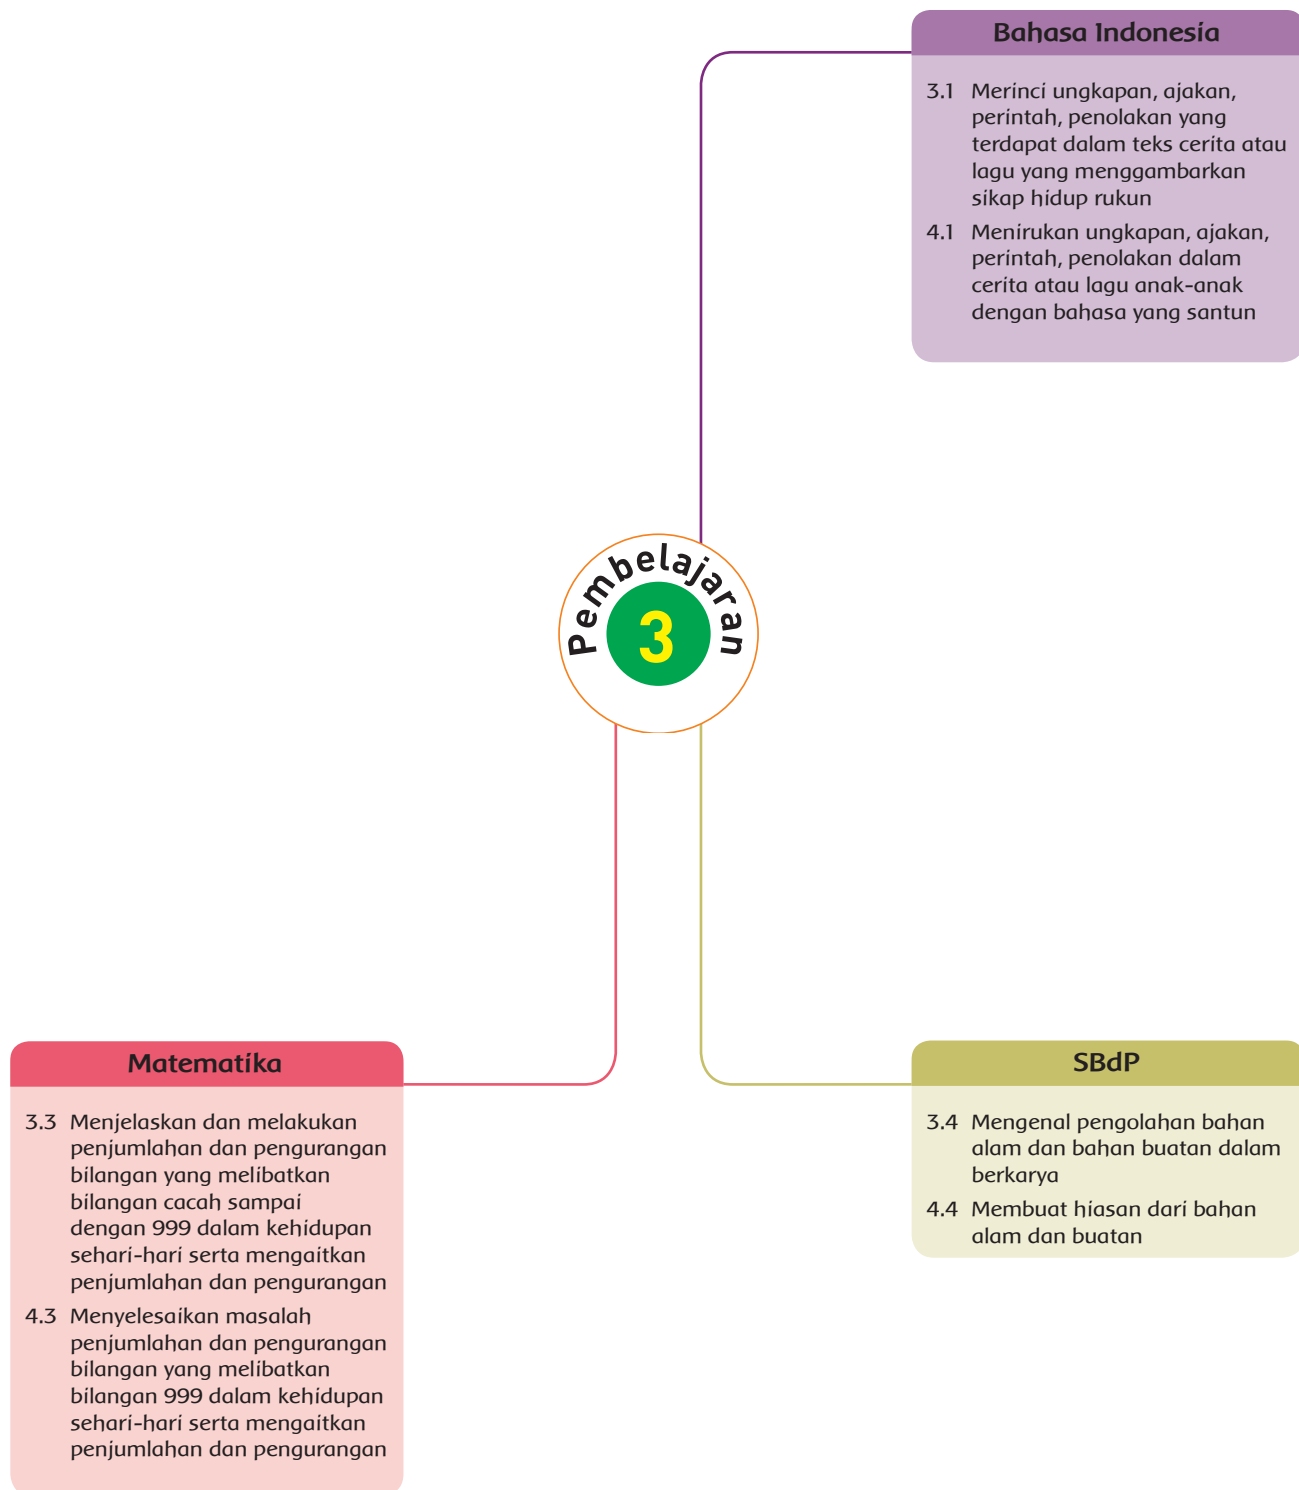 Bahasa Indonesia
3.1 Merinci ungkapan, ajakan,
perintah, penolakan yang
terdapat dalam teks cerita atau
lagu yang menggambarkan
sikap hidup rukun
4.1 Menirukan ungkapan, ajakan,
perintah, penolakan dalam
cerita atau lagu anak-anak
dengan bahasa yang santun
Pembelajaran
3
Matematika
3.3 Menjelaskan dan melakukan
penjumlahan dan pengurangan
bilangan yang melibatkan
bilangan cacah sampai
dengan 999 dalam kehidupan
sehari-hari serta mengaitkan
penjumlahan dan pengurangan
4.3 Menyelesaikan masalah
penjumlahan dan pengurangan
bilangan yang melibatkan
bilangan 999 dalam kehidupan
sehari-hari serta mengaitkan
penjumlahan dan pengurangan
SBdP
3.4 Mengenal pengolahan bahan
alam dan bahan buatan dalam
berkarya
4.4 Membuat hiasan dari bahan
alam dan buatan